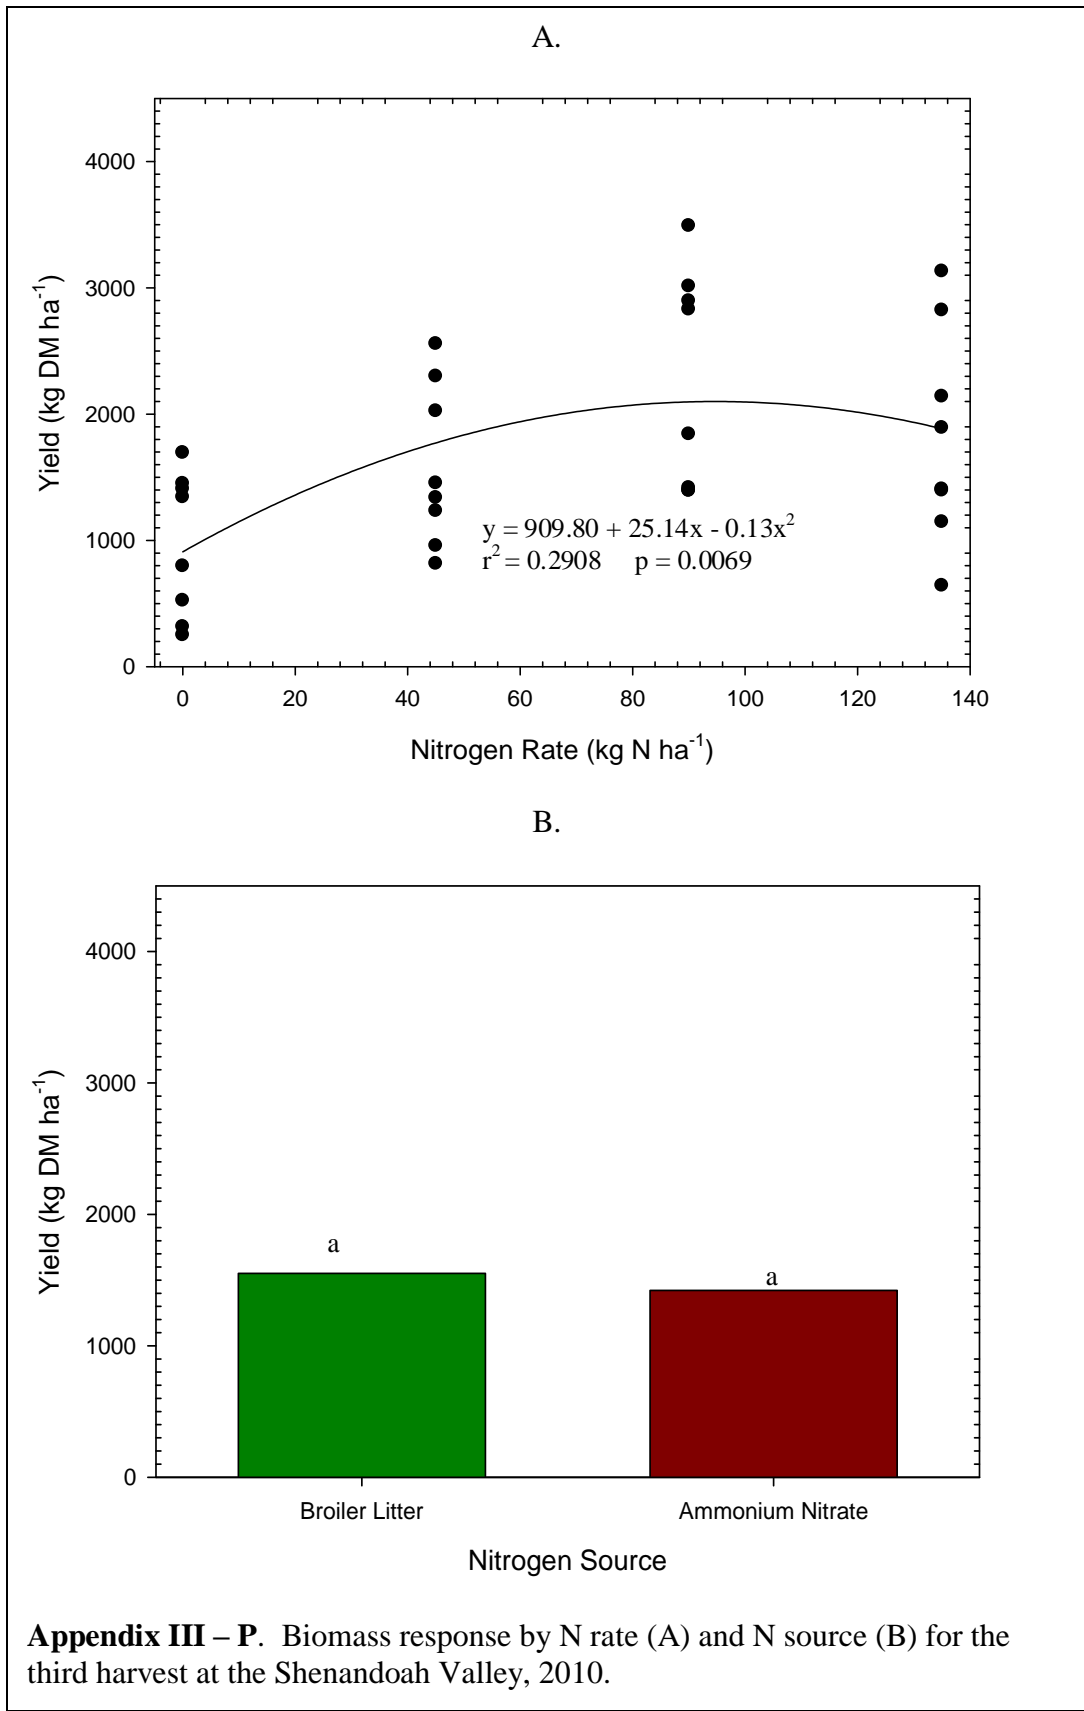 A.
4000
3000
2000
1000
0
Yield (kg DM ha⁻¹)
y = 909.80 + 25.14x - 0.13x²
r² = 0.2908 p = 0.0069
0 20 40 60 80 100 120 140
Nitrogen Rate (kg N ha⁻¹)
B.
4000
3000
2000
1000
0
Yield (kg DM ha⁻¹)
a
a
Broiler Litter Ammonium Nitrate
Nitrogen Source
Appendix III – P. Biomass response by N rate (A) and N source (B) for the
third harvest at the Shenandoah Valley, 2010.